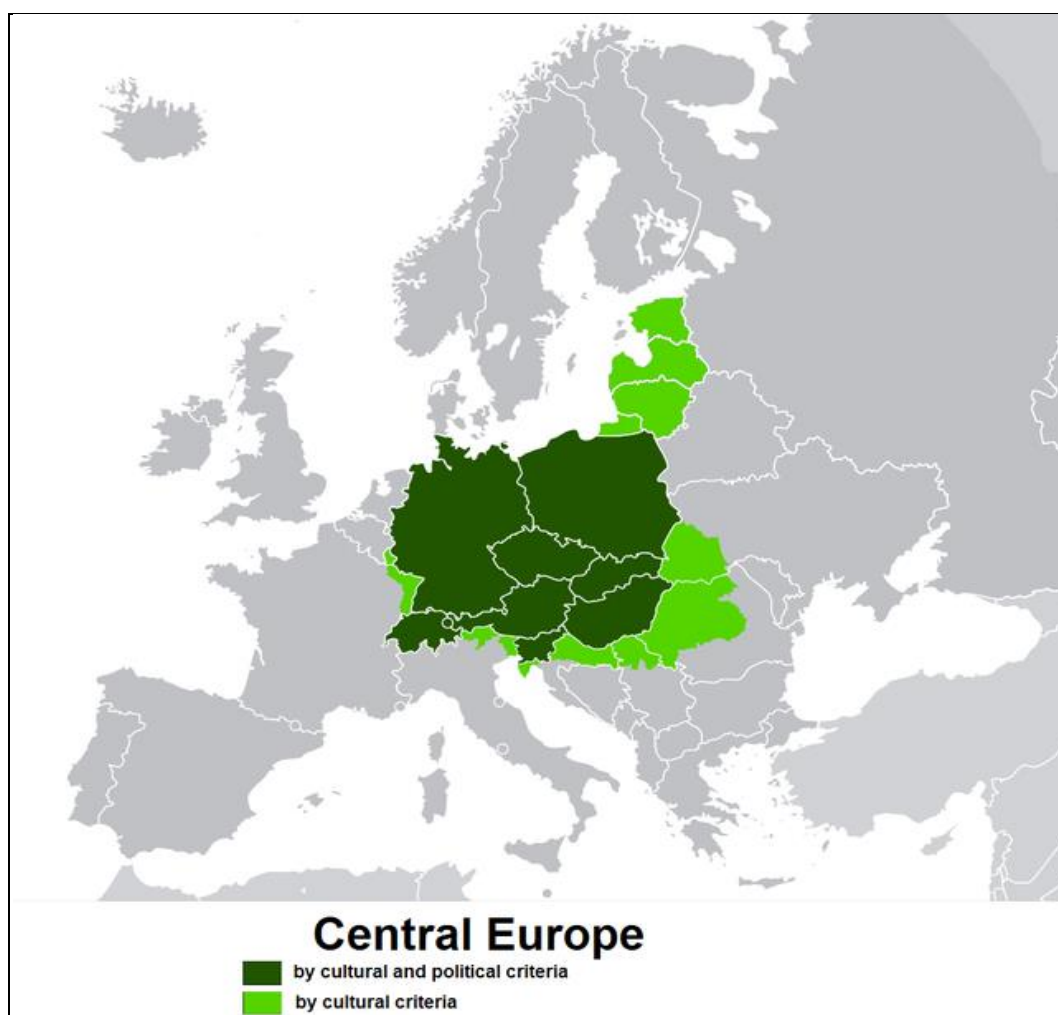 Central Europe
by cultural and political criteria
by cultural criteria